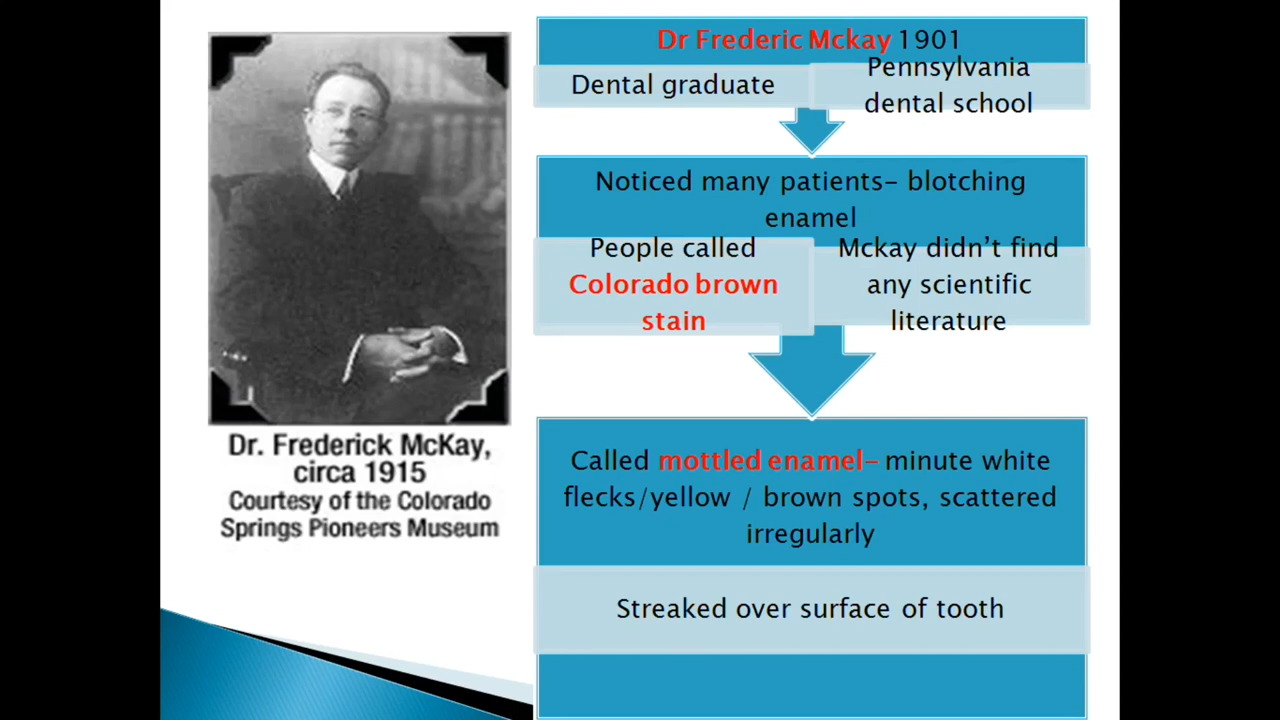 Dr. Frederick McKay,
circa 1915
Courtesy of the Colorado
Springs Pioneers Museum
Dr Frederic Mckay 1901
Dental graduate
Pennsylvania
dental school
Noticed many patients- blotching
enamel
People called
Colorado brown
stain
Mckay didn’t find
any scientific
literature
Called mottled enamel- minute white
flecks/yellow / brown spots, scattered
irregularly
Streaked over surface of tooth